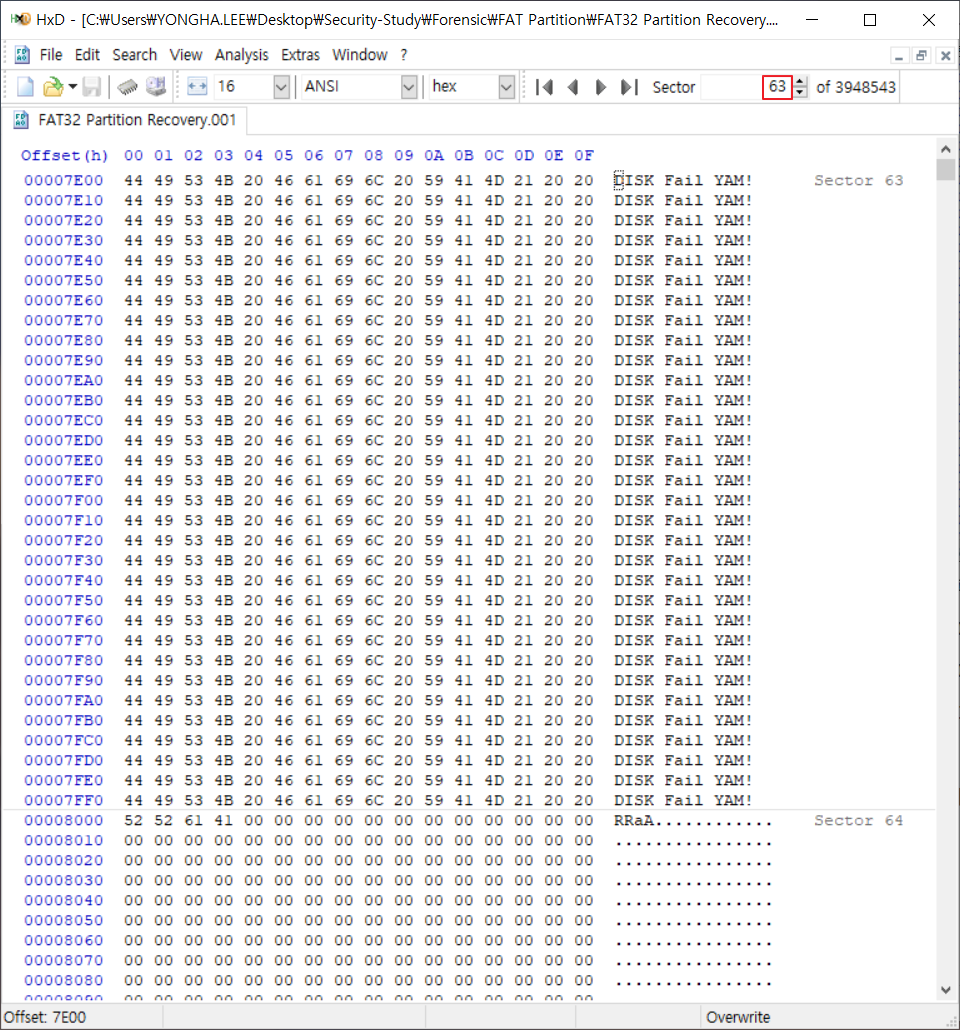 HxD - [C:₩Users₩YONGHA.LEE₩Desktop₩Security-Study₩Forensic₩FAT Partition₩FAT32 Partition Recovery....
File Edit Search View Analysis Extras Window ?
16 ANSI hex Sector 63 of 3948543
FAT32 Partition Recovery.001
Offset(h) 00 01 02 03 04 05 06 07 08 09 0A 0B 0C 0D 0E 0F
00007E00 44 49 53 4B 20 46 61 69 6C 20 59 41 4D 21 20 20 DISK Fail YAM! Sector 63
00007E10 44 49 53 4B 20 46 61 69 6C 20 59 41 4D 21 20 20 DISK Fail YAM!
00007E20 44 49 53 4B 20 46 61 69 6C 20 59 41 4D 21 20 20 DISK Fail YAM!
00007E30 44 49 53 4B 20 46 61 69 6C 20 59 41 4D 21 20 20 DISK Fail YAM!
00007E40 44 49 53 4B 20 46 61 69 6C 20 59 41 4D 21 20 20 DISK Fail YAM!
00007E50 44 49 53 4B 20 46 61 69 6C 20 59 41 4D 21 20 20 DISK Fail YAM!
00007E60 44 49 53 4B 20 46 61 69 6C 20 59 41 4D 21 20 20 DISK Fail YAM!
00007E70 44 49 53 4B 20 46 61 69 6C 20 59 41 4D 21 20 20 DISK Fail YAM!
00007E80 44 49 53 4B 20 46 61 69 6C 20 59 41 4D 21 20 20 DISK Fail YAM!
00007E90 44 49 53 4B 20 46 61 69 6C 20 59 41 4D 21 20 20 DISK Fail YAM!
00007EA0 44 49 53 4B 20 46 61 69 6C 20 59 41 4D 21 20 20 DISK Fail YAM!
00007EB0 44 49 53 4B 20 46 61 69 6C 20 59 41 4D 21 20 20 DISK Fail YAM!
00007EC0 44 49 53 4B 20 46 61 69 6C 20 59 41 4D 21 20 20 DISK Fail YAM!
00007ED0 44 49 53 4B 20 46 61 69 6C 20 59 41 4D 21 20 20 DISK Fail YAM!
00007EE0 44 49 53 4B 20 46 61 69 6C 20 59 41 4D 21 20 20 DISK Fail YAM!
00007EF0 44 49 53 4B 20 46 61 69 6C 20 59 41 4D 21 20 20 DISK Fail YAM!
00007F00 44 49 53 4B 20 46 61 69 6C 20 59 41 4D 21 20 20 DISK Fail YAM!
00007F10 44 49 53 4B 20 46 61 69 6C 20 59 41 4D 21 20 20 DISK Fail YAM!
00007F20 44 49 53 4B 20 46 61 69 6C 20 59 41 4D 21 20 20 DISK Fail YAM!
00007F30 44 49 53 4B 20 46 61 69 6C 20 59 41 4D 21 20 20 DISK Fail YAM!
00007F40 44 49 53 4B 20 46 61 69 6C 20 59 41 4D 21 20 20 DISK Fail YAM!
00007F50 44 49 53 4B 20 46 61 69 6C 20 59 41 4D 21 20 20 DISK Fail YAM!
00007F60 44 49 53 4B 20 46 61 69 6C 20 59 41 4D 21 20 20 DISK Fail YAM!
00007F70 44 49 53 4B 20 46 61 69 6C 20 59 41 4D 21 20 20 DISK Fail YAM!
00007F80 44 49 53 4B 20 46 61 69 6C 20 59 41 4D 21 20 20 DISK Fail YAM!
00007F90 44 49 53 4B 20 46 61 69 6C 20 59 41 4D 21 20 20 DISK Fail YAM!
00007FA0 44 49 53 4B 20 46 61 69 6C 20 59 41 4D 21 20 20 DISK Fail YAM!
00007FB0 44 49 53 4B 20 46 61 69 6C 20 59 41 4D 21 20 20 DISK Fail YAM!
00007FC0 44 49 53 4B 20 46 61 69 6C 20 59 41 4D 21 20 20 DISK Fail YAM!
00007FD0 44 49 53 4B 20 46 61 69 6C 20 59 41 4D 21 20 20 DISK Fail YAM!
00007FE0 44 49 53 4B 20 46 61 69 6C 20 59 41 4D 21 20 20 DISK Fail YAM!
00007FF0 44 49 53 4B 20 46 61 69 6C 20 59 41 4D 21 20 20 DISK Fail YAM!
00008000 52 52 61 41 00 00 00 00 00 00 00 00 00 00 00 00 RRaA............ Sector 64
00008010 00 00 00 00 00 00 00 00 00 00 00 00 00 00 00 00 ................
00008020 00 00 00 00 00 00 00 00 00 00 00 00 00 00 00 00 ................
00008030 00 00 00 00 00 00 00 00 00 00 00 00 00 00 00 00 ................
00008040 00 00 00 00 00 00 00 00 00 00 00 00 00 00 00 00 ................
00008050 00 00 00 00 00 00 00 00 00 00 00 00 00 00 00 00 ................
00008060 00 00 00 00 00 00 00 00 00 00 00 00 00 00 00 00 ................
00008070 00 00 00 00 00 00 00 00 00 00 00 00 00 00 00 00 ................
00008080 00 00 00 00 00 00 00 00 00 00 00 00 00 00 00 00 ................
Offset: 7E00 Overwrite